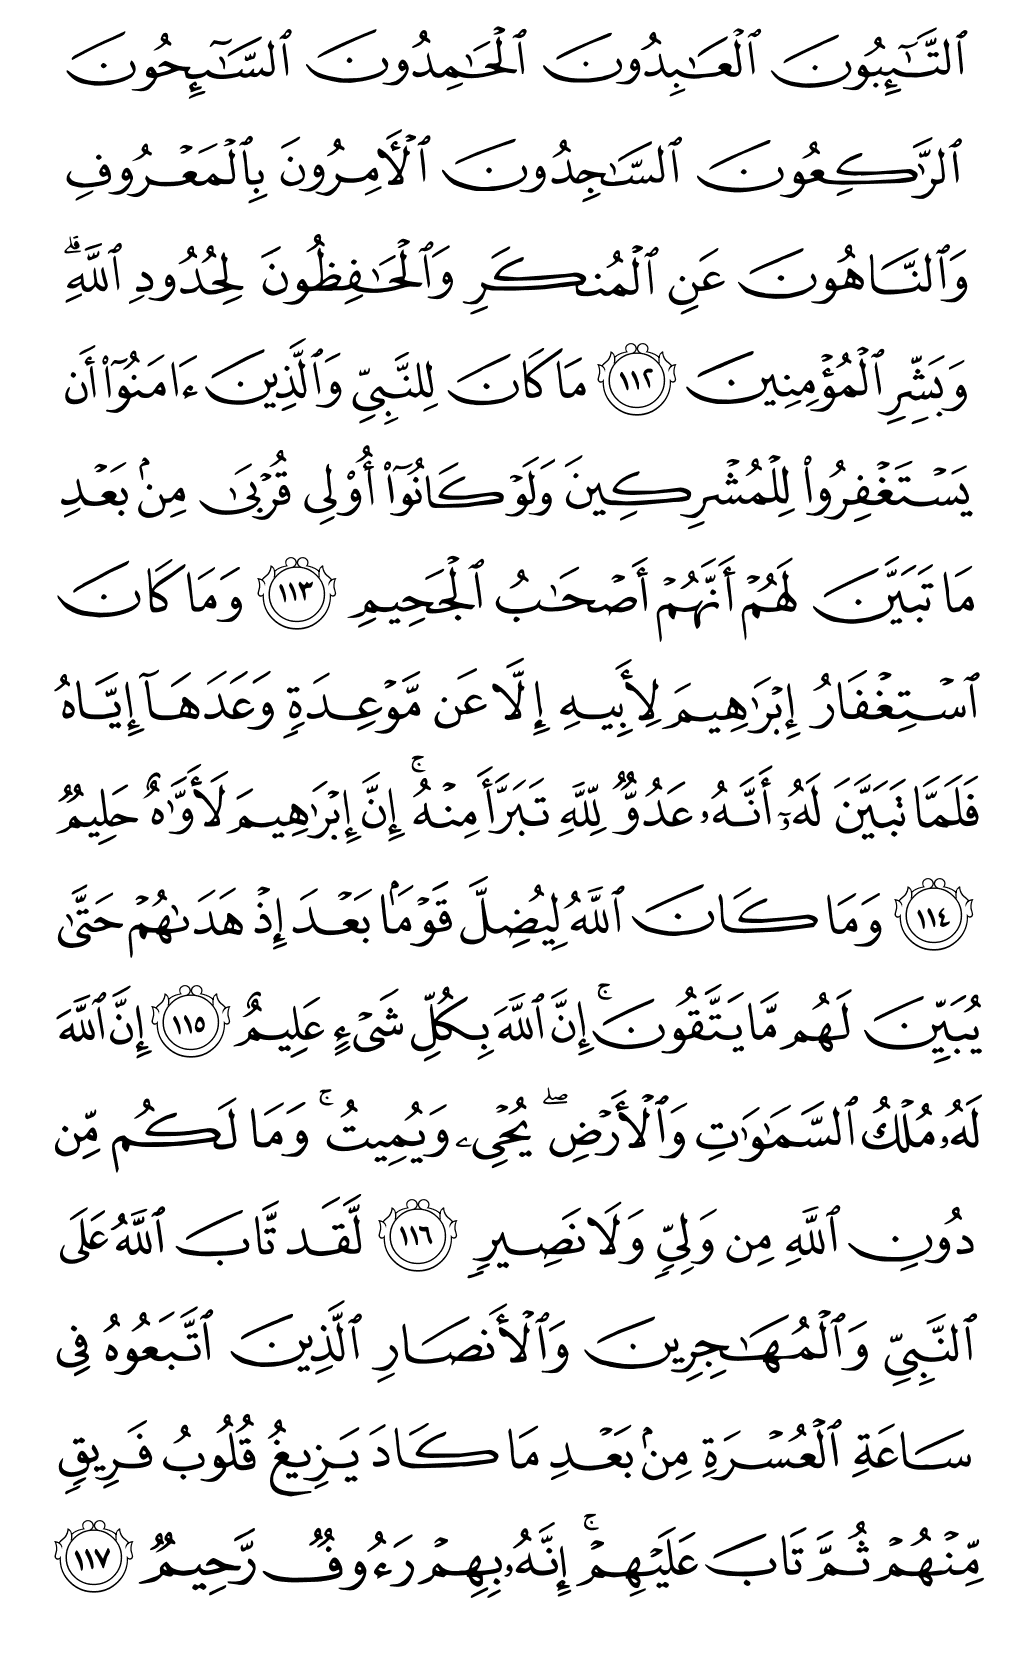 ٱلتَّٰٓئِبُونَ ٱلۡعَٰبِدُونَ ٱلۡحَٰمِدُونَ ٱلسَّٰٓئِحُونَ
ٱلرَّٰكِعُونَ ٱلسَّٰجِدُونَ ٱلۡأٓمِرُونَ بِٱلۡمَعۡرُوفِ
وَٱلنَّاهُونَ عَنِ ٱلۡمُنكَرِ وَٱلۡحَٰفِظُونَ لِحُدُودِ ٱللَّهِۗ
وَبَشِّرِ ٱلۡمُؤۡمِنِينَ ١١٢ مَا كَانَ لِلنَّبِيِّ وَٱلَّذِينَ ءَامَنُوٓاْ أَن
يَسۡتَغۡفِرُواْ لِلۡمُشۡرِكِينَ وَلَوۡ كَانُوٓاْ أُوْلِي قُرۡبَىٰ مِنۢ بَعۡدِ
مَا تَبَيَّنَ لَهُمۡ أَنَّهُمۡ أَصۡحَٰبُ ٱلۡجَحِيمِ ١١٣ وَمَا كَانَ
ٱسۡتِغۡفَارُ إِبۡرَٰهِيمَ لِأَبِيهِ إِلَّا عَن مَّوۡعِدَةٖ وَعَدَهَآ إِيَّاهُ
فَلَمَّا تَبَيَّنَ لَهُۥٓ أَنَّهُۥ عَدُوّٞ لِّلَّهِ تَبَرَّأَ مِنۡهُۚ إِنَّ إِبۡرَٰهِيمَ لَأَوَّٰهٌ حَلِيمٞ
١١٤ وَمَا كَانَ ٱللَّهُ لِيُضِلَّ قَوۡمَۢا بَعۡدَ إِذۡ هَدَىٰهُمۡ حَتَّىٰ
يُبَيِّنَ لَهُم مَّا يَتَّقُونَۚ إِنَّ ٱللَّهَ بِكُلِّ شَيۡءٍ عَلِيمٌ ١١٥ إِنَّ ٱللَّهَ
لَهُۥ مُلۡكُ ٱلسَّمَٰوَٰتِ وَٱلۡأَرۡضِۖ يُحۡيِۦ وَيُمِيتُۚ وَمَا لَكُم مِّن
دُونِ ٱللَّهِ مِن وَلِيّٖ وَلَا نَصِيرٖ ١١٦ لَّقَد تَّابَ ٱللَّهُ عَلَى
ٱلنَّبِيِّ وَٱلۡمُهَٰجِرِينَ وَٱلۡأَنصَارِ ٱلَّذِينَ ٱتَّبَعُوهُ فِي
سَاعَةِ ٱلۡعُسۡرَةِ مِنۢ بَعۡدِ مَا كَادَ يَزِيغُ قُلُوبُ فَرِيقٖ
مِّنۡهُمۡ ثُمَّ تَابَ عَلَيۡهِمۡۚ إِنَّهُۥ بِهِمۡ رَءُوفٞ رَّحِيمٞ ١١٧